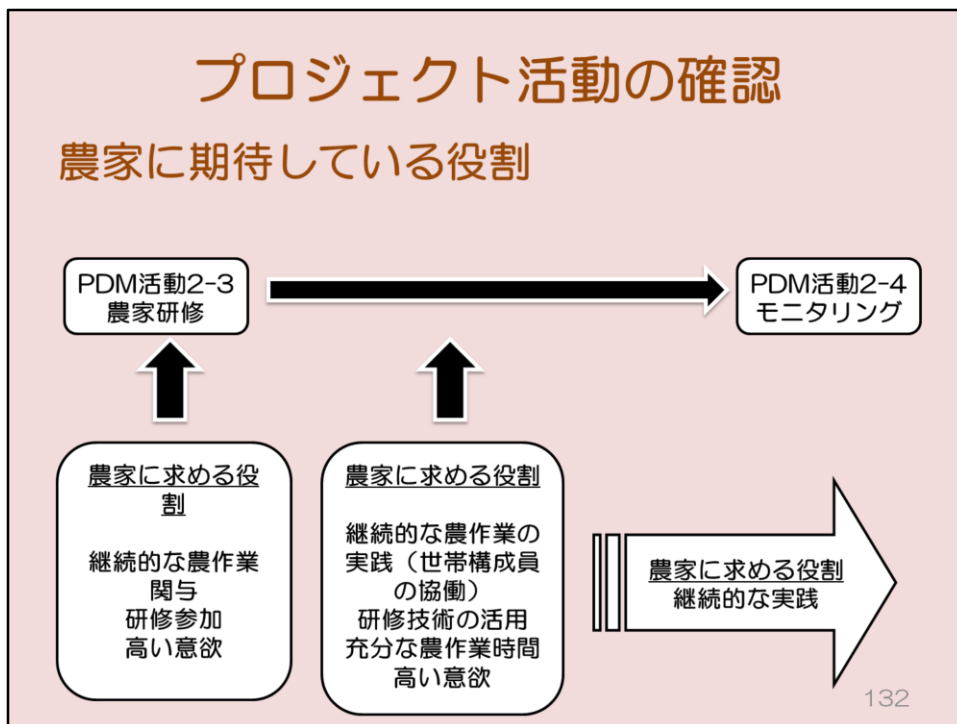 プロジェクト活動の確認
農家に期待している役割
PDM活動2-3
農家研修
PDM活動2-4
モニタリング
農家に求める役
割
継続的な農作業
関与
研修参加
高い意欲
農家に求める役割
継続的な農作業の
実践（世帯構成員
の協働）
研修技術の活用
充分な農作業時間
高い意欲
農家に求める役割
継続的な実践
132